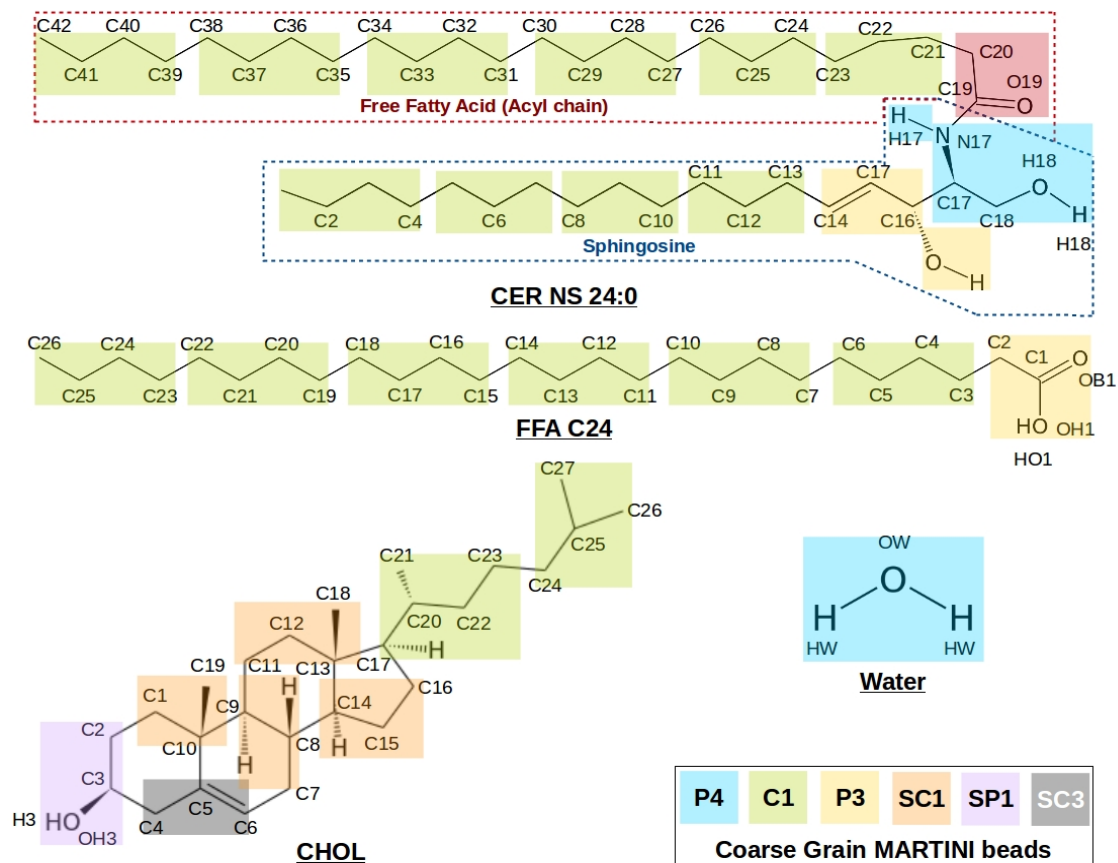 C42 C40 C38 C36 C34 C32 C30 C28 C26 C24 C22
C41 C39 C37 C35 C33 C31 C29 C27 C25 C23 C21 C20
Free Fatty Acid (Acyl chain)
C19 O19
O
H
H17 N N17
H18
C11 C13 C17
O
C2 C4 C6 C8 C10 C12 C14 C16 C17 C18 H
H18
Sphingosine
O H
CER NS 24:0
C26 C24 C22 C20 C18 C16 C14 C12 C10 C8 C6 C4 C2 C1 O
C25 C23 C21 C19 C17 C15 C13 C11 C9 C7 C5 C3 OB1
HO OH1
HO1
FFA C24
C27
C26
C25
C24
C23
C21
C20 C22
C18
C12
C17 H
C19 C11 C13
C16
C1 C9 H C14
C2 C10 C8 H C15
H
C3 C7
C5
H3 HO C4 C6
OH3
CHOL
OW
O
H H
HW HW
Water
P4 C1 P3 SC1 SP1 SC3
Coarse Grain MARTINI beads